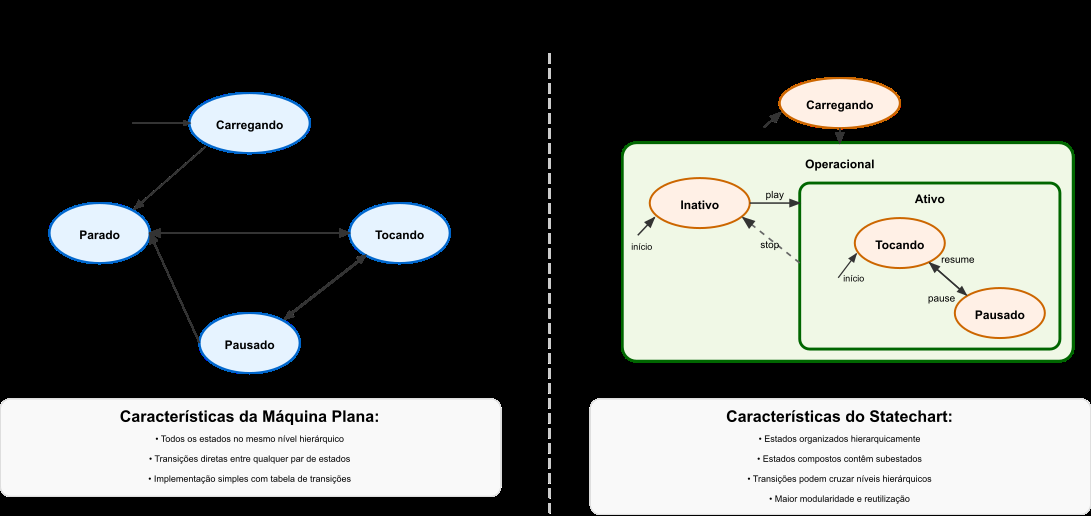 Carregando
Parado
Tocando
Pausado
Características da Máquina Plana:
• Todos os estados no mesmo nível hierárquico
• Transições diretas entre qualquer par de estados
• Implementação simples com tabela de transições
Carregando
Operacional
Inativo
play
início
stop
Ativo
Tocando
início
resume
pause
Pausado
Características do Statechart:
• Estados organizados hierarquicamente
• Estados compostos contêm subestados
• Transições podem cruzar níveis hierárquicos
• Maior modularidade e reutilização